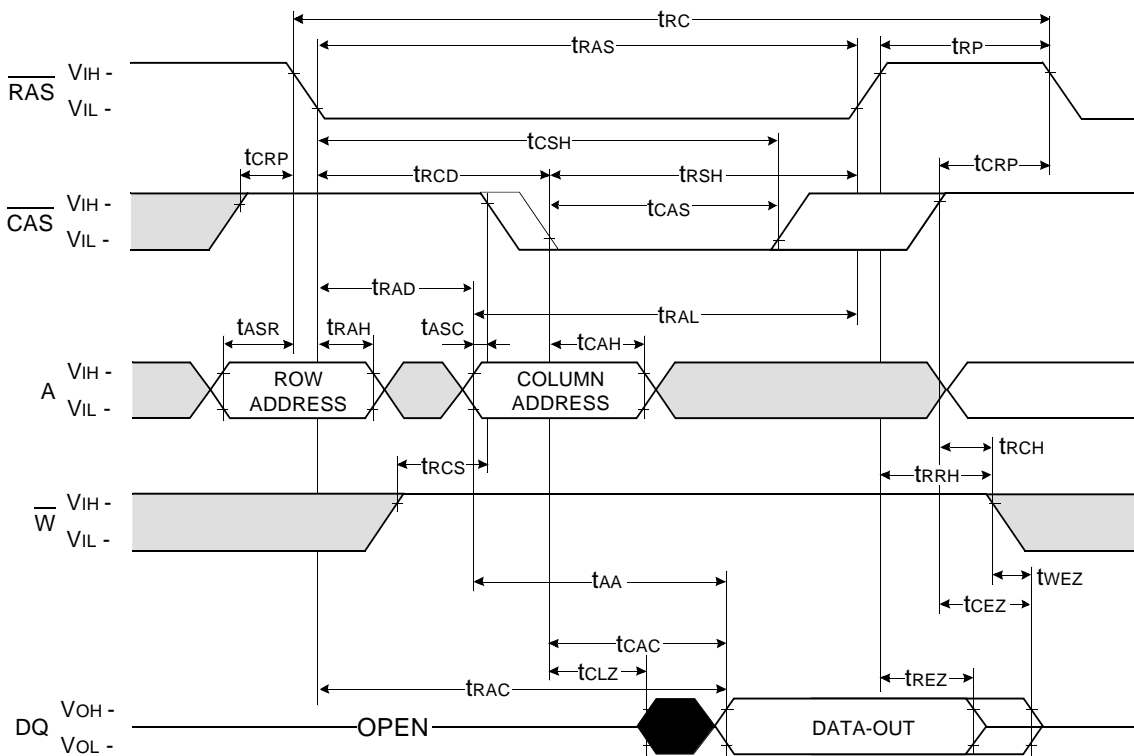 tRC
tRAS
tRP
RAS
VIH -
VIL -
tCSH
tCRP
tRCD
tRSH
tCRP
CAS
VIH -
VIL -
tCAS
tRAD
tRAL
tASR
tRAH
tASC
tCAH
A
VIH -
VIL -
ROW
ADDRESS
COLUMN
ADDRESS
tRCS
tRCH
tRRH
W
VIH -
VIL -
tAA
tWEZ
tCEZ
tCAC
tCLZ
tREZ
tRAC
DQ
VOH -
VOL -
OPEN
DATA-OUT